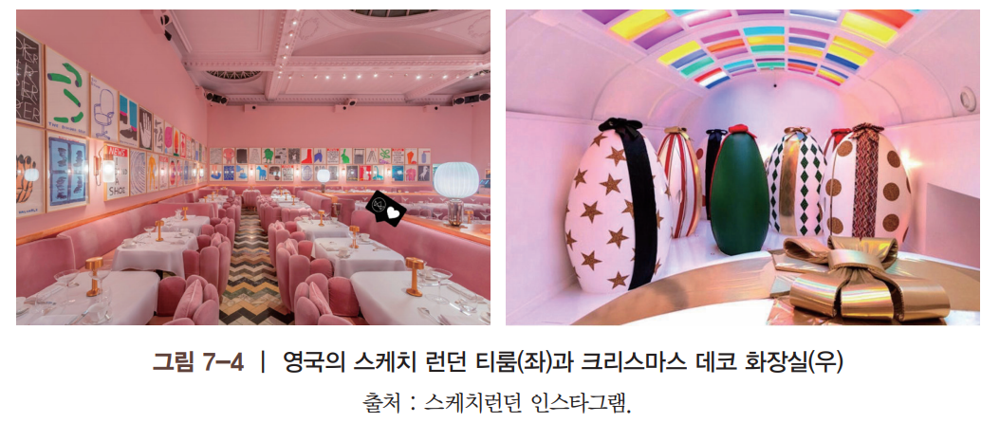 그림 7-4 | 영국의 스케치 런던 티룸(좌)과 크리스마스 데코 화장실(우)
출처 : 스케치런던 인스타그램.